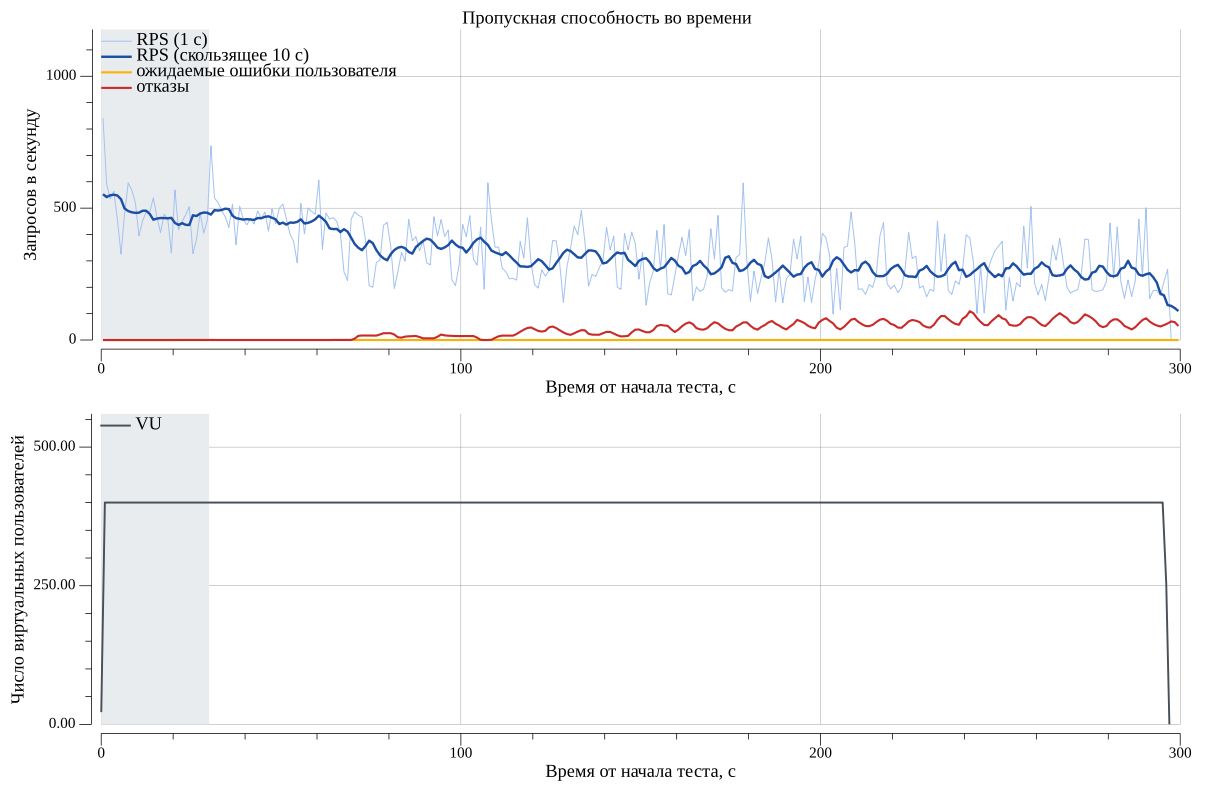 Пропускная способность во времени
RPS (1 с)
RPS (скользящее 10 с)
ожидаемые ошибки пользователя
отказы
Запросов в секунду
1000
500
0
0
100
200
300
Время от начала теста, с
VU
Число виртуальных пользователей
500.00
250.00
0.00
0
100
200
300
Время от начала теста, с